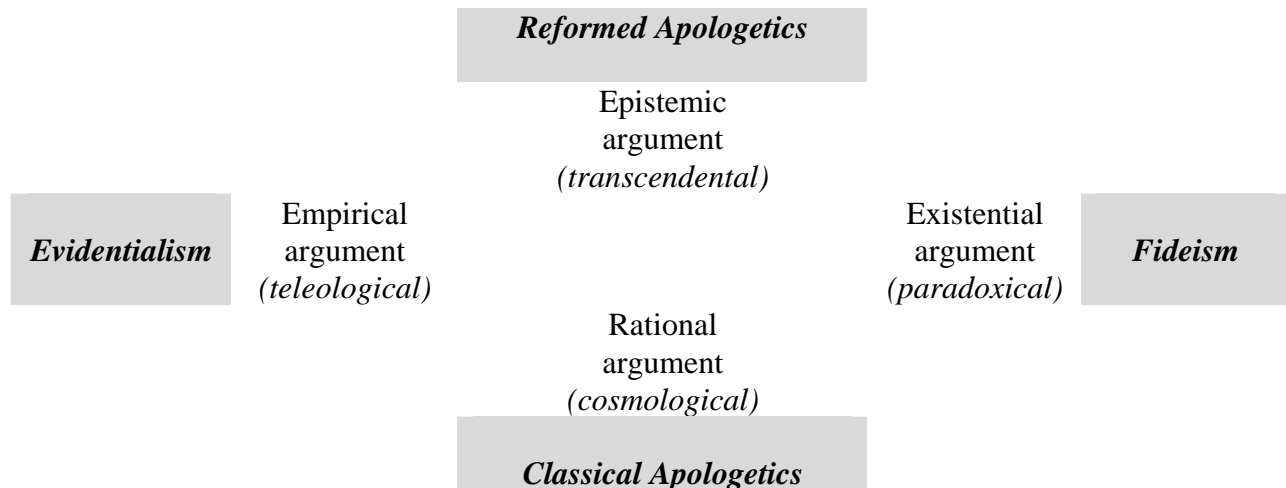 Reformed Apologetics
Epistemic
argument
(transcendental)
Evidentialism
Empirical
argument
(teleological)
Existential
argument
(paradoxical)
Fideism
Rational
argument
(cosmological)
Classical Apologetics